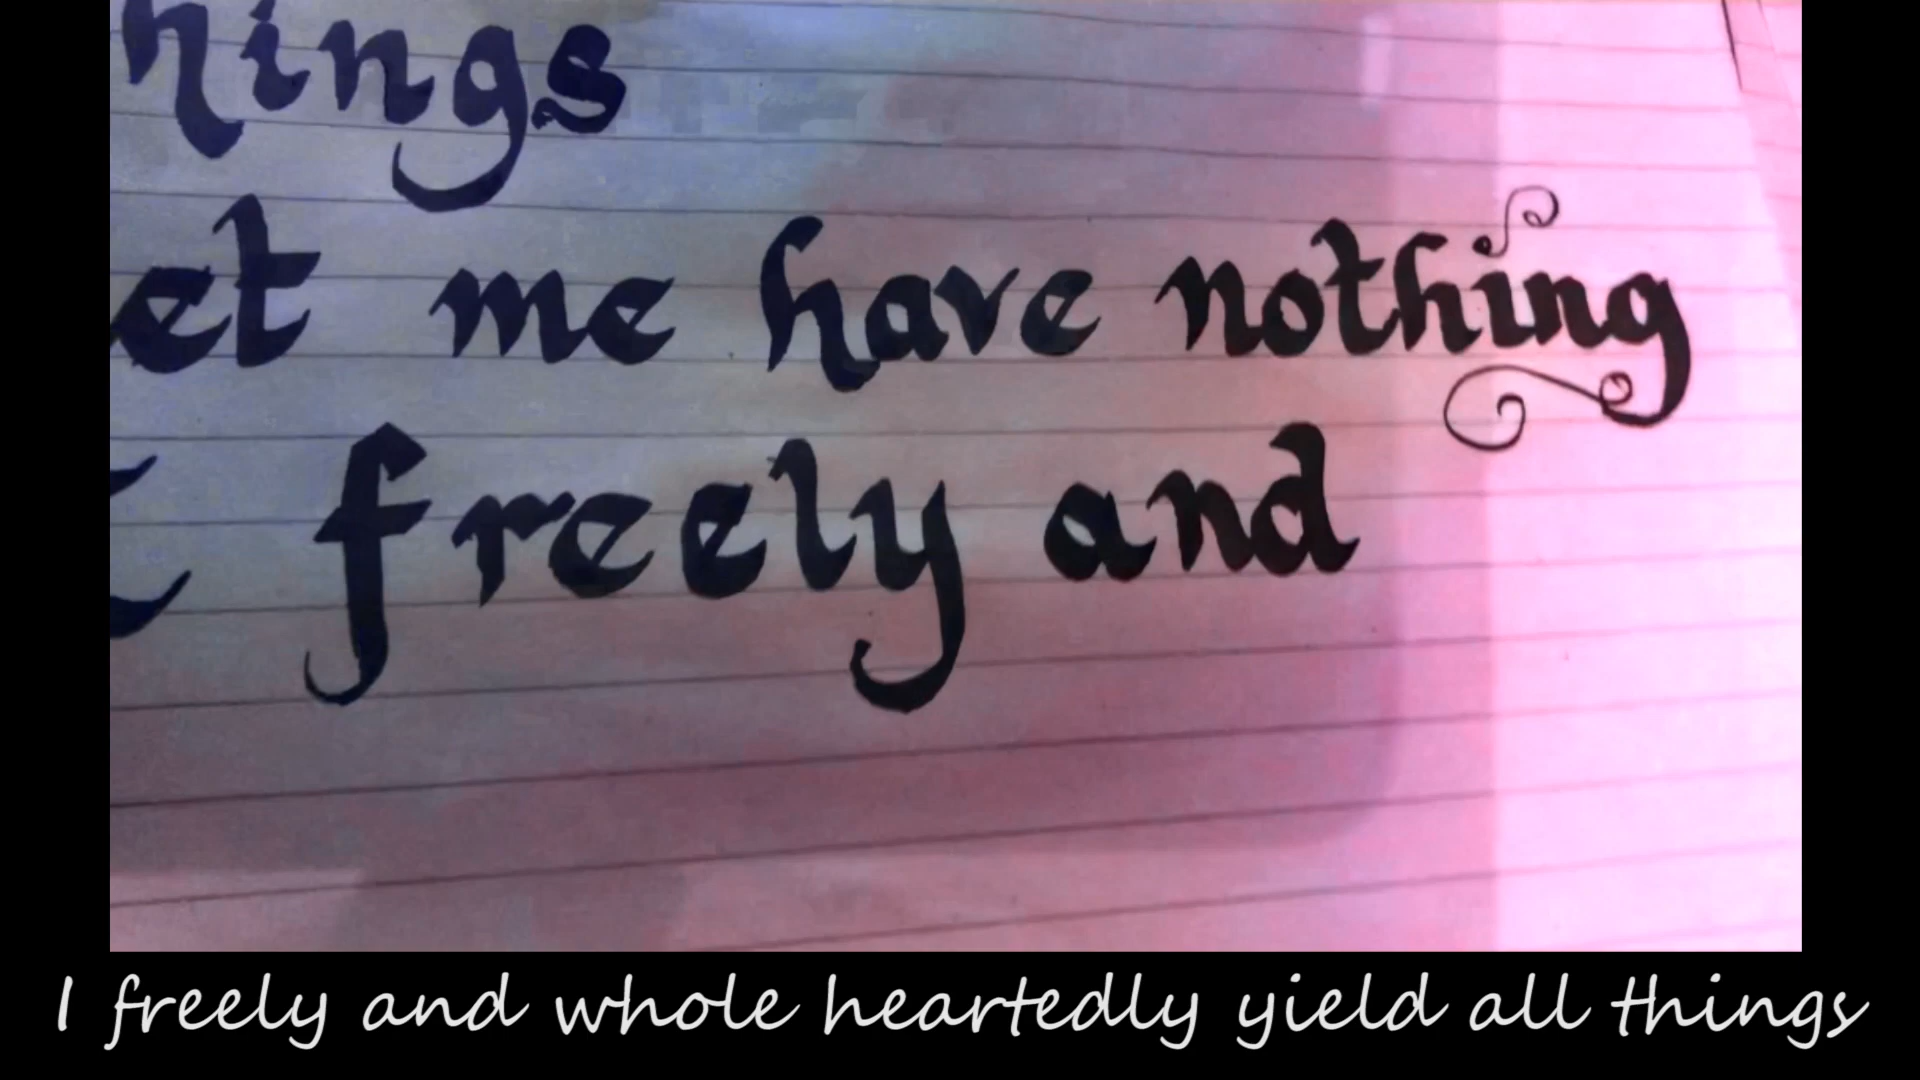 hings
et me have nothing
I freely and
I freely and whole heartedly yield all things